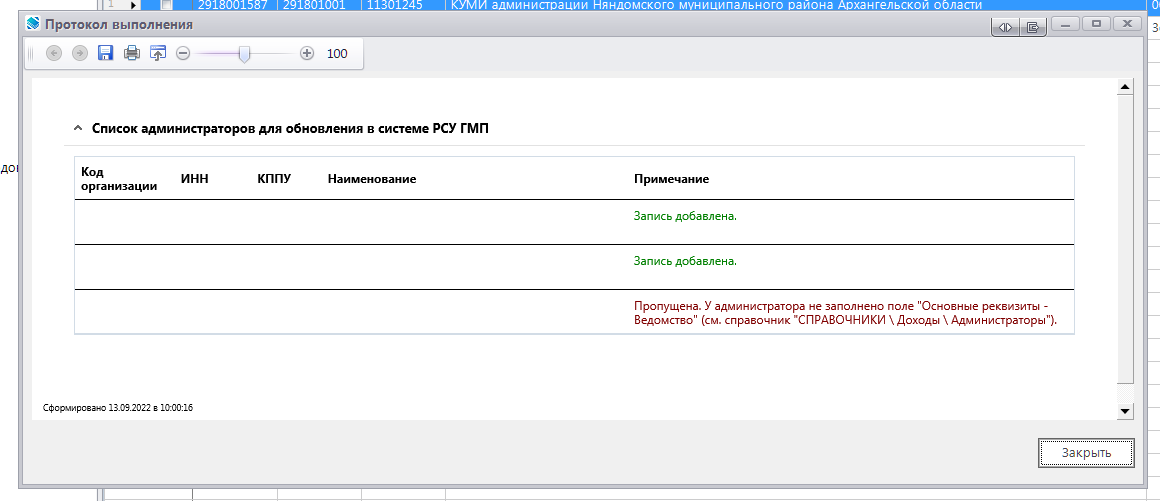 1 2918001587 291801001 11301245 КУМИ администрации Няндомского муниципального района Архангельской области
Протокол выполнения
100
Список администраторов для обновления в системе РСУ ГМП
Код организации ИНН КППУ Наименование Примечание
Запись добавлена.
Запись добавлена.
Пропущена. У администратора не заполнено поле "Основные реквизиты -
Ведомство" (см. справочник "СПРАВОЧНИКИ \ Доходы \ Администраторы").
Сформировано 13.09.2022 в 10:00:16
Закрыть